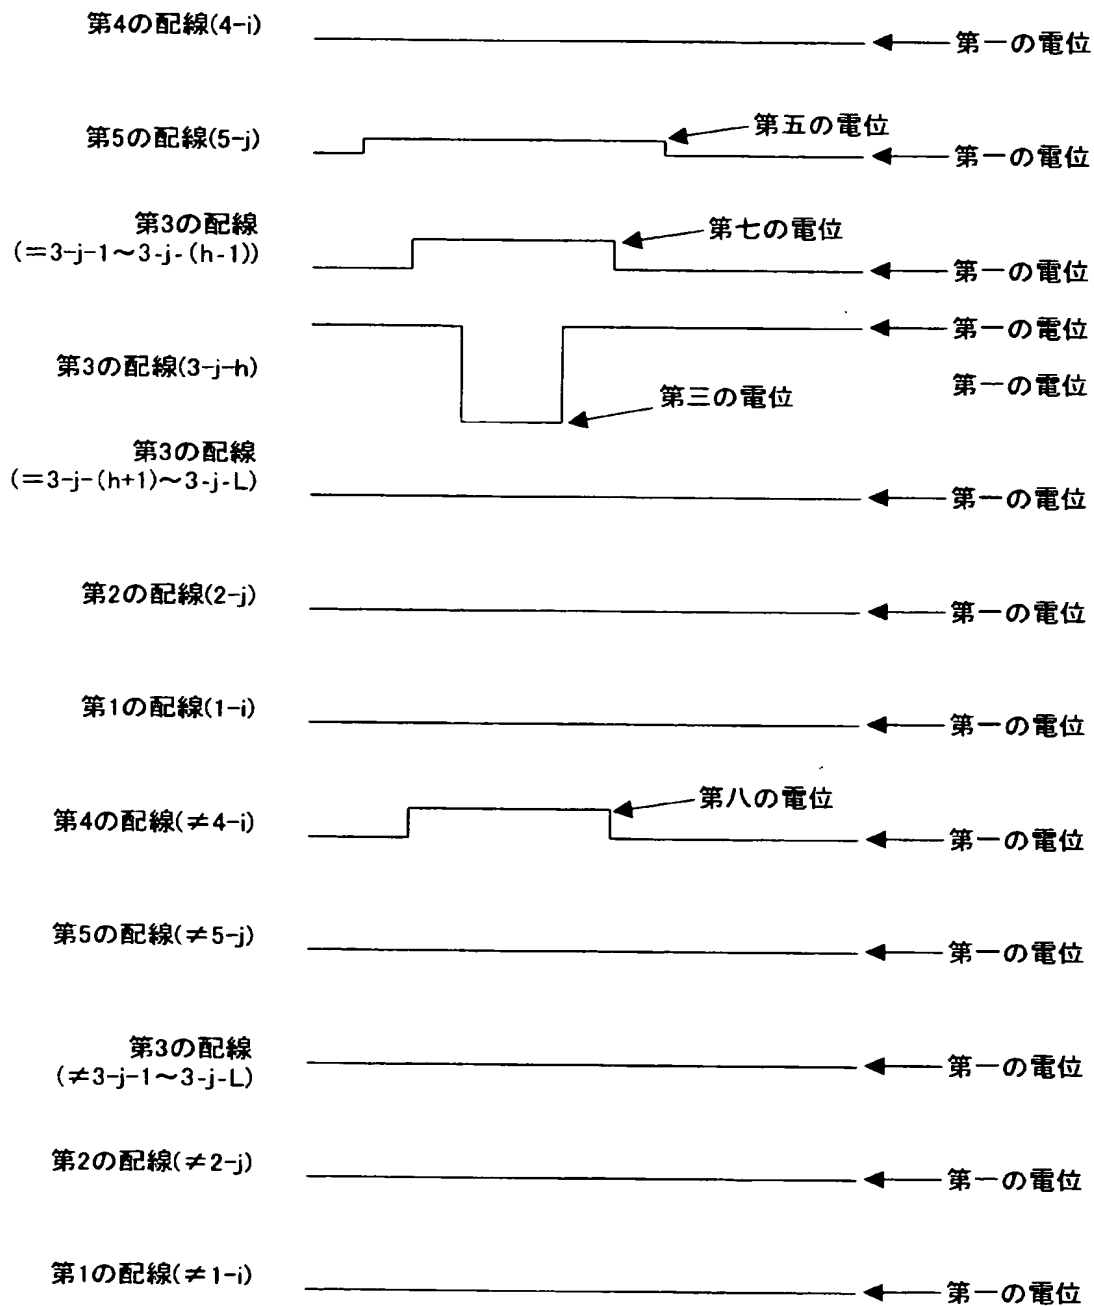 第4の配線(4-i)
第一の電位
第5の配線(5-j)
第五の電位
第一の電位
第3の配線
(=3-j-1~3-j-(h-1))
第七の電位
第一の電位
第一の電位
第3の配線(3-j-h)
第三の電位
第一の電位
第3の配線
(=3-j-(h+1)~3-j-L)
第一の電位
第2の配線(2-j)
第一の電位
第1の配線(1-i)
第一の電位
第4の配線(≠4-i)
第八の電位
第一の電位
第5の配線(≠5-j)
第一の電位
第3の配線
(≠3-j-1~3-j-L)
第一の電位
第2の配線(≠2-j)
第一の電位
第1の配線(≠1-i)
第一の電位